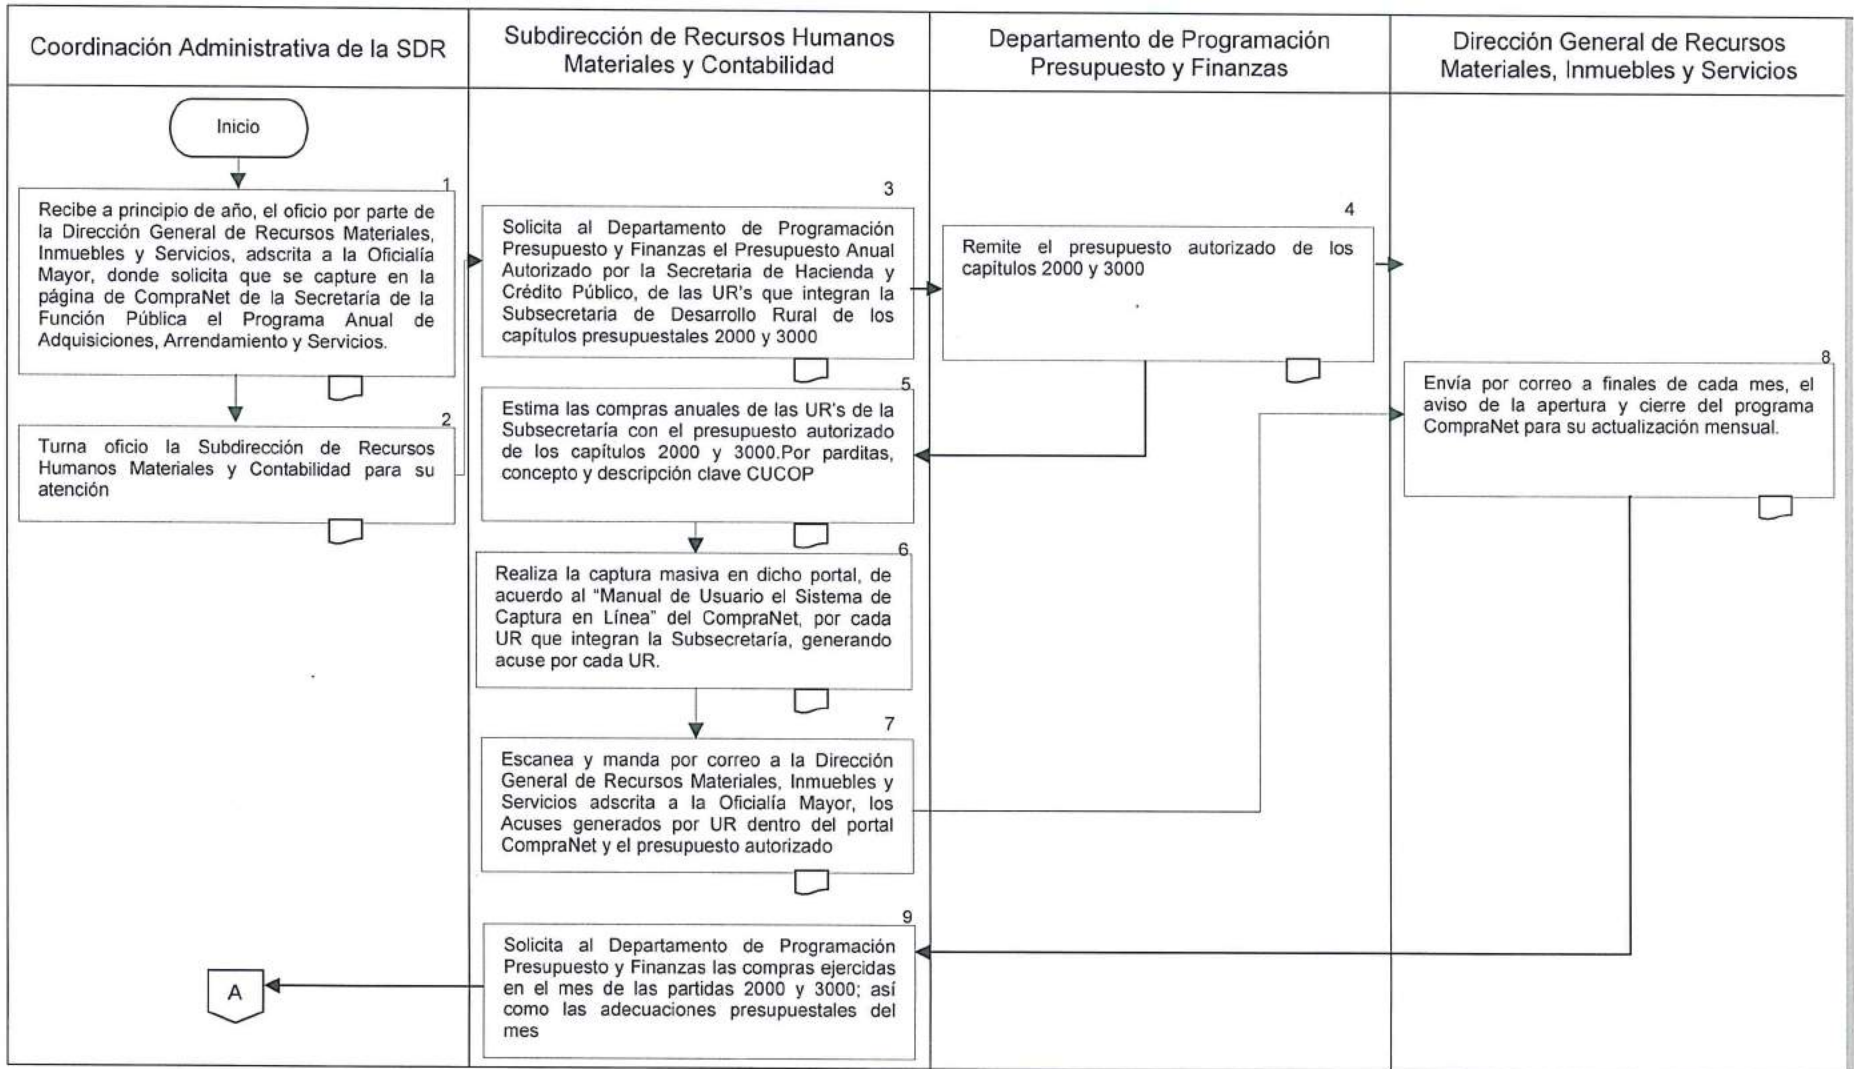 Coordinación Administrativa de la SDR
Subdirección de Recursos Humanos
Materiales y Contabilidad
Departamento de Programación
Presupuesto y Finanzas
Dirección General de Recursos
Materiales, Inmuebles y Servicios
Inicio
1
Recibe a principio de año, el oficio por parte de
la Dirección General de Recursos Materiales,
Inmuebles y Servicios, adscrita a la Oficialía
Mayor, donde solicita que se capture en la
página de CompraNet de la Secretaría de la
Función Pública el Programa Anual de
Adquisiciones, Arrendamiento y Servicios.
2
Turna oficio la Subdirección de Recursos
Humanos Materiales y Contabilidad para su
atención
3
Solicita al Departamento de Programación
Presupuesto y Finanzas el Presupuesto Anual
Autorizado por la Secretaria de Hacienda y
Crédito Público, de las UR's que integran la
Subsecretaria de Desarrollo Rural de los
capítulos presupuestales 2000 y 3000
4
Remite el presupuesto autorizado de los
capítulos 2000 y 3000
5
Estima las compras anuales de las UR's de la
Subsecretaría con el presupuesto autorizado
de los capítulos 2000 y 3000.Por parditas,
concepto y descripción clave CUCOP
6
Realiza la captura masiva en dicho portal, de
acuerdo al “Manual de Usuario el Sistema de
Captura en Línea” del CompraNet, por cada
UR que integran la Subsecretaría, generando
acuse por cada UR.
7
Escanea y manda por correo a la Dirección
General de Recursos Materiales, Inmuebles y
Servicios adscrita a la Oficialía Mayor, los
Acuses generados por UR dentro del portal
CompraNet y el presupuesto autorizado
8
Envía por correo a finales de cada mes, el
aviso de la apertura y cierre del programa
CompraNet para su actualización mensual.
9
Solicita al Departamento de Programación
Presupuesto y Finanzas las compras ejercidas
en el mes de las partidas 2000 y 3000; así
como las adecuaciones presupuestales del
mes
A